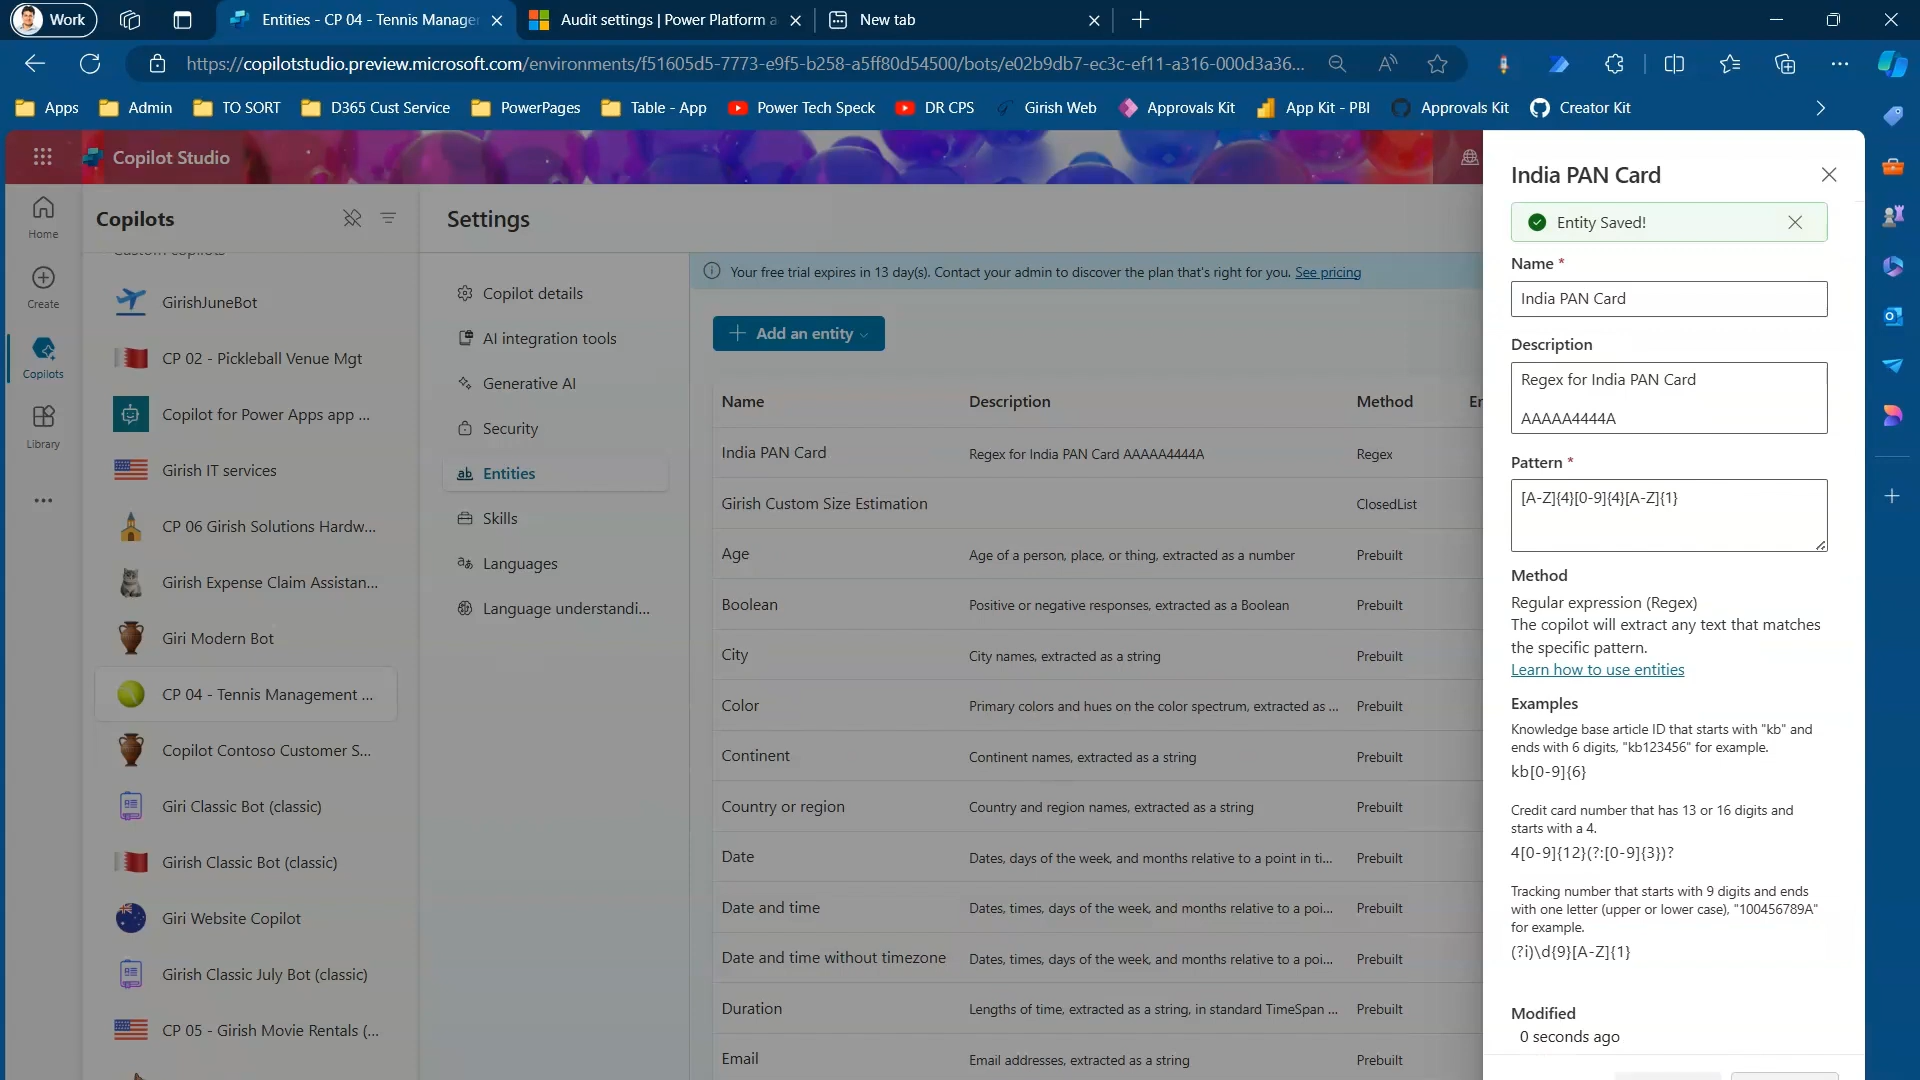 Work
Entities - CP 04 - Tennis Manage
Audit settings | Power Platform a
New tab
https://copilotstudio.preview.microsoft.com/environments/f51605d5-7773-e9f5-b258-a5ff80d54500/bots/e02b9db7-ec3c-ef11-a316-000d3a36...
Apps
Admin
TO SORT
D365 Cust Service
PowerPages
Table - App
Power Tech Speck
DR CPS
Girish Web
Approvals Kit
App Kit - PBI
Approvals Kit
Creator Kit
Copilot Studio
Home
Create
Copilots
Library
Copilots
Custom copilots
GirishJuneBot
CP 02 - Pickleball Venue Mgt
Copilot for Power Apps app ...
Girish IT services
CP 06 Girish Solutions Hardw...
Girish Expense Claim Assistan...
Giri Modern Bot
CP 04 - Tennis Management ...
Copilot Contoso Customer S...
Giri Classic Bot (classic)
Girish Classic Bot (classic)
Giri Website Copilot
Girish Classic July Bot (classic)
CP 05 - Girish Movie Rentals (...
Settings
Copilot details
AI integration tools
Generative AI
Security
Entities
Skills
Languages
Language understandi...
Your free trial expires in 13 day(s). Contact your admin to discover the plan that's right for you. See pricing
Add an entity
Name Description Method En
India PAN Card Regex for India PAN Card AAAAA4444A Regex
Girish Custom Size Estimation ClosedList
Age Age of a person, place, or thing, extracted as a number Prebuilt
Boolean Positive or negative responses, extracted as a Boolean Prebuilt
City City names, extracted as a string Prebuilt
Color Primary colors and hues on the color spectrum, extracted as ... Prebuilt
Continent Continent names, extracted as a string Prebuilt
Country or region Country and region names, extracted as a string Prebuilt
Date Dates, days of the week, and months relative to a point in ti... Prebuilt
Date and time Dates, times, days of the week, and months relative to a poi... Prebuilt
Date and time without timezone Dates, times, days of the week, and months relative to a poi... Prebuilt
Duration Lengths of time, extracted as a string, in standard TimeSpan ... Prebuilt
Email Email addresses, extracted as a string Prebuilt
India PAN Card
Entity Saved!
Name *
India PAN Card
Description
Regex for India PAN Card
AAAAA4444A
Pattern *
[A-Z]{4}[0-9]{4}[A-Z]{1}
Method
Regular expression (Regex)
The copilot will extract any text that matches
the specific pattern.
Learn how to use entities
Examples
Knowledge base article ID that starts with "kb" and
ends with 6 digits, "kb123456" for example.
kb[0-9]{6}
Credit card number that has 13 or 16 digits and
starts with a 4.
4[0-9]{12}(?:[0-9]{3})?
Tracking number that starts with 9 digits and ends
with one letter (upper or lower case), "100456789A"
for example.
(?i)\d{9}[A-Z]{1}
Modified
0 seconds ago